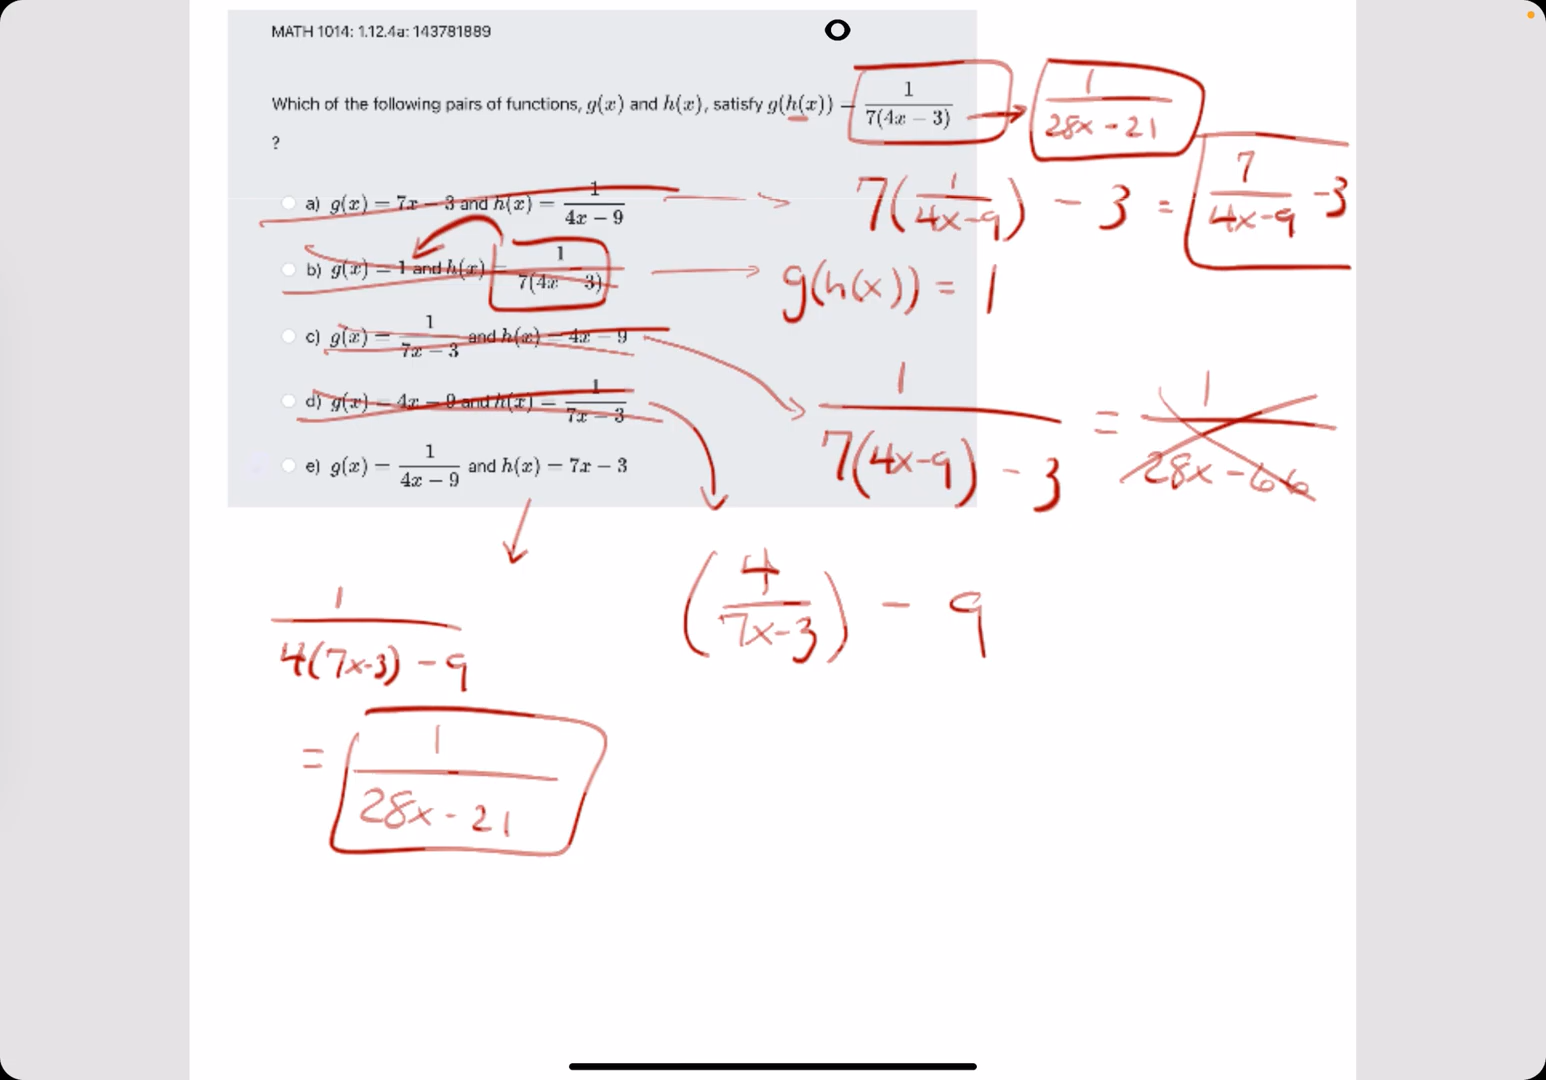 MATH 1014: 1.12.4a: 143781889
Which of the following pairs of functions, g(x) and h(x), satisfy g(h(x)) = 1/(7(4x − 3))
?
→ 1/(28x - 21)
a) g(x) = 7x − 3 and h(x) = 1/(4x − 9)
→ 7(1/(4x-9)) - 3 = 7/(4x-9) - 3
b) g(x) = 1 and h(x) = 1/(7(4x − 3))
→ g(h(x)) = 1
c) g(x) = 1/(7x − 3) and h(x) = 4x − 9
1/(7(4x-9) - 3) = 1/(28x - 66)
d) g(x) = 4x − 9 and h(x) = 1/(7x − 3)
e) g(x) = 1/(4x − 9) and h(x) = 7x − 3
(4/(7x-3)) - 9
1/(4(7x-3) - 9)
= 1/(28x - 21)